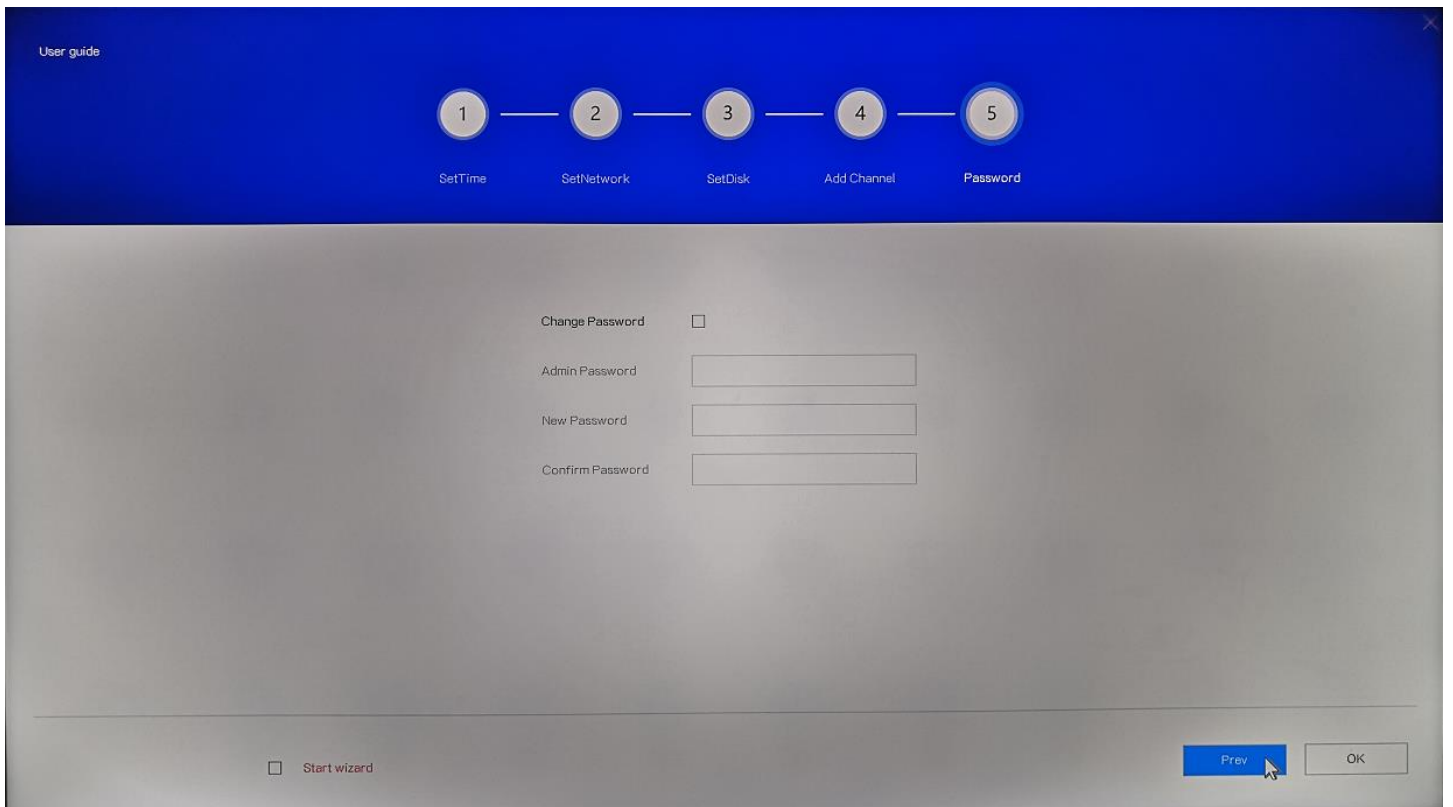 User guide
1 2 3 4 5
SetTime SetNetwork SetDisk Add Channel Password
Change Password
Admin Password
New Password
Confirm Password
Start wizard
Prev OK